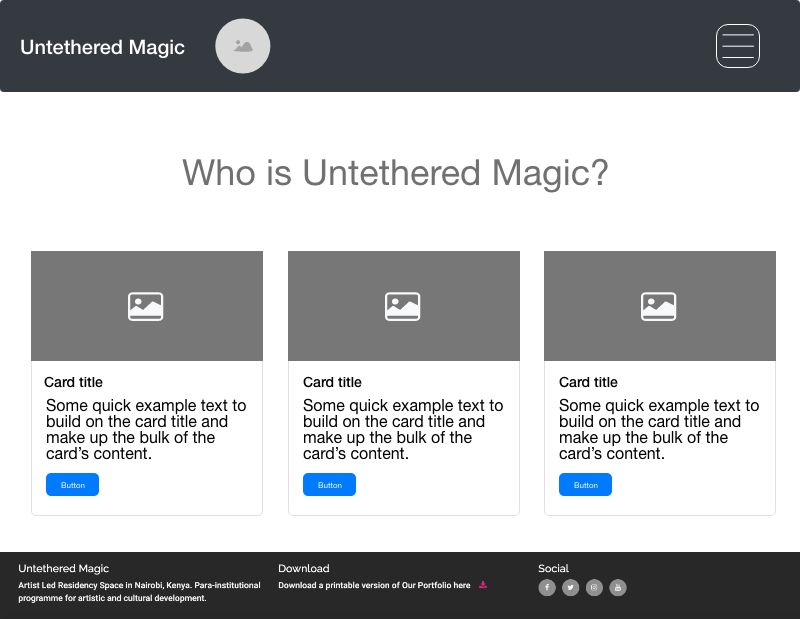 Untethered Magic
Who is Untethered Magic?
Card title
Some quick example text to
build on the card title and
make up the bulk of the
card’s content.
Button
Card title
Some quick example text to
build on the card title and
make up the bulk of the
card’s content.
Button
Card title
Some quick example text to
build on the card title and
make up the bulk of the
card’s content.
Button
Untethered Magic
Artist Led Residency Space in Nairobi, Kenya. Para-institutional
programme for artistic and cultural development.
Download
Download a printable version of Our Portfolio here
Social